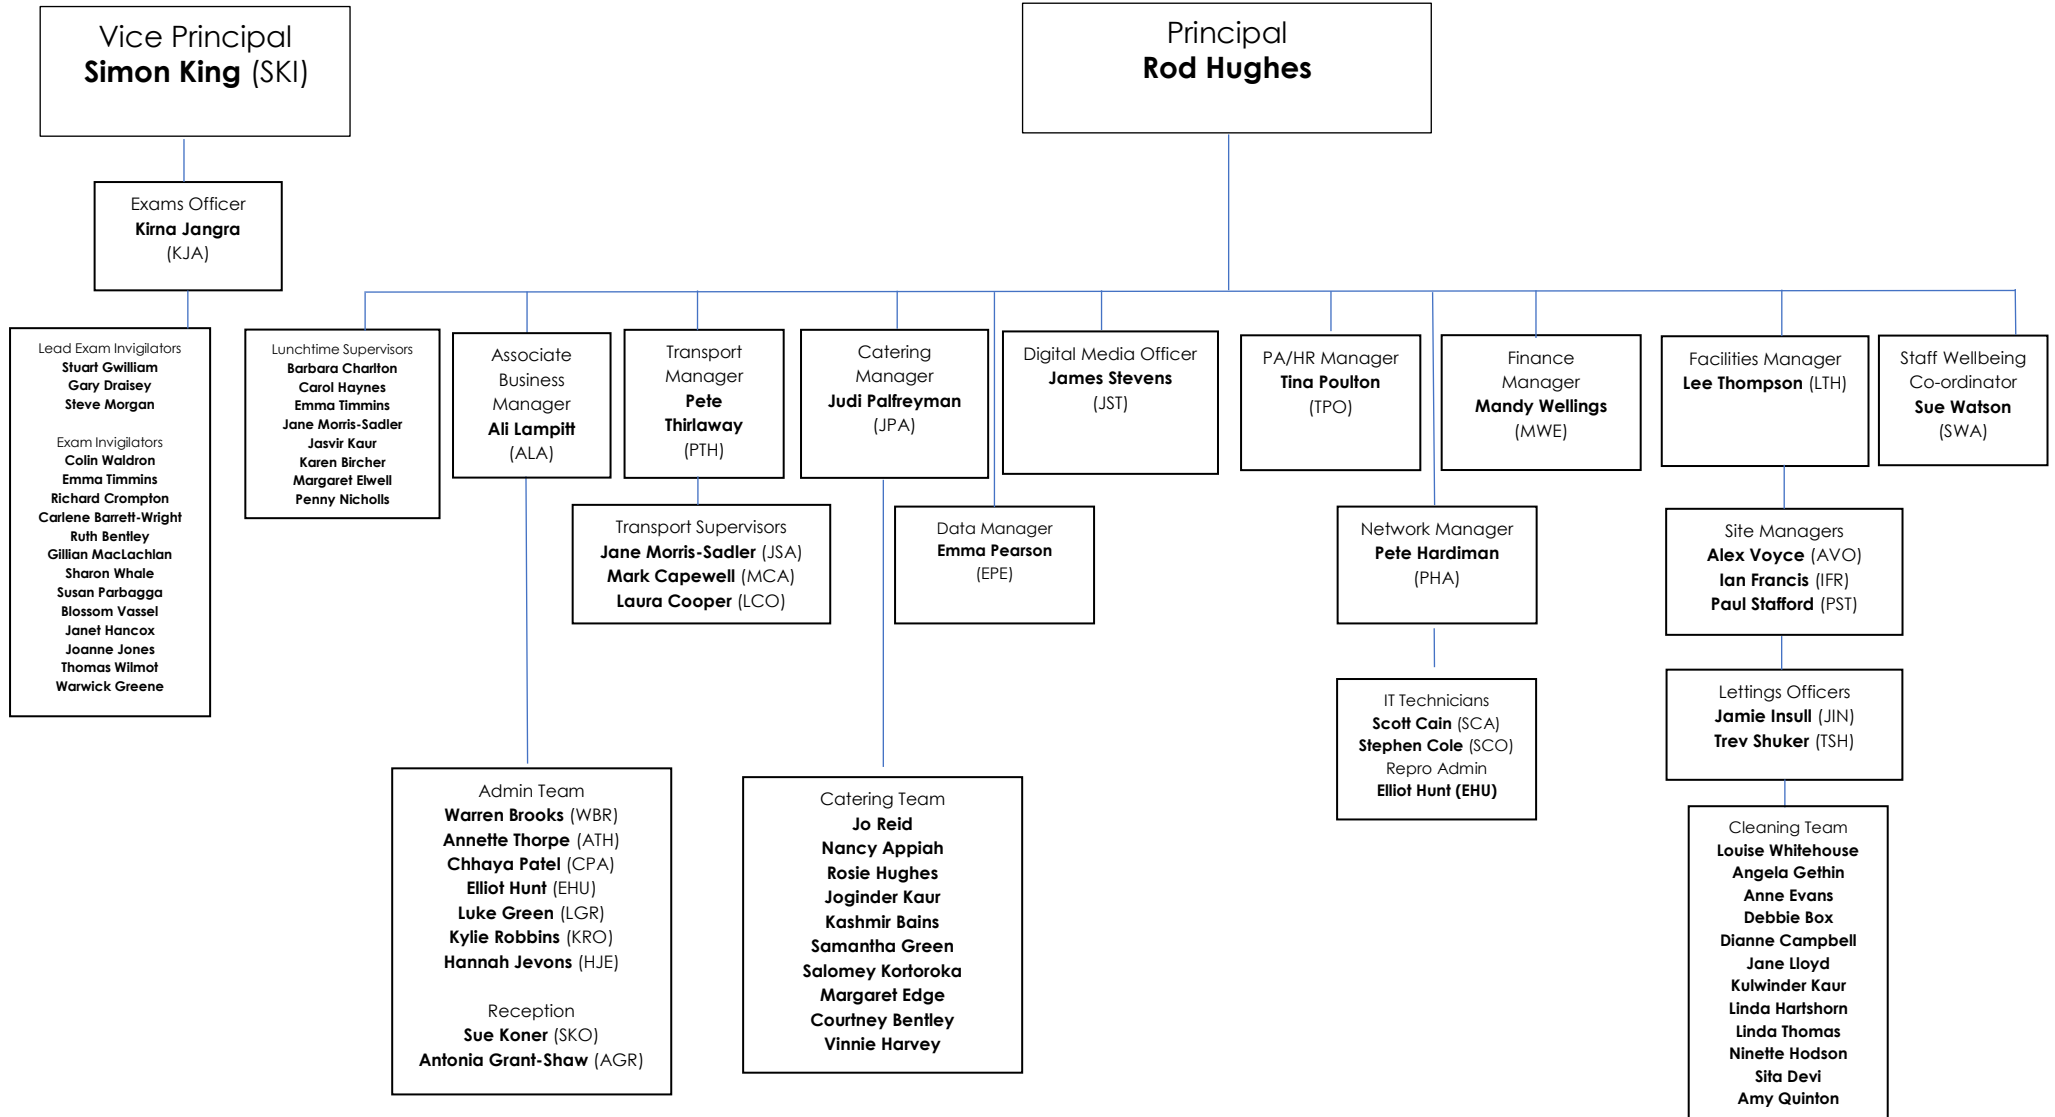 Vice Principal
Simon King (SKI)
Principal
Rod Hughes
Exams Officer
Kirna Jangra
(KJA)
Lead Exam Invigilators
Stuart Gwilliam
Gary Draisey
Steve Morgan
Exam Invigilators
Colin Waldron
Emma Timmins
Richard Crompton
Carlene Barrett-Wright
Ruth Bentley
Gillian MacLachlan
Sharon Whale
Susan Parbagga
Blossom Vassel
Janet Hancox
Joanne Jones
Thomas Wilmot
Warwick Greene
Lunchtime Supervisors
Barbara Charlton
Carol Haynes
Emma Timmins
Jane Morris-Sadler
Jasvir Kaur
Karen Bircher
Margaret Elwell
Penny Nicholls
Associate
Business
Manager
Ali Lampitt
(ALA)
Transport
Manager
Pete
Thirlaway
(PTH)
Catering
Manager
Judi Palfreyman
(JPA)
Digital Media Officer
James Stevens
(JST)
PA/HR Manager
Tina Poulton
(TPO)
Finance
Manager
Mandy Wellings
(MWE)
Facilities Manager
Lee Thompson (LTH)
Staff Wellbeing
Co-ordinator
Sue Watson
(SWA)
Transport Supervisors
Jane Morris-Sadler (JSA)
Mark Capewell (MCA)
Laura Cooper (LCO)
Data Manager
Emma Pearson
(EPE)
Network Manager
Pete Hardiman
(PHA)
Site Managers
Alex Voyce (AVO)
Ian Francis (IFR)
Paul Stafford (PST)
IT Technicians
Scott Cain (SCA)
Stephen Cole (SCO)
Repro Admin
Elliot Hunt (EHU)
Lettings Officers
Jamie Insull (JIN)
Trev Shuker (TSH)
Admin Team
Warren Brooks (WBR)
Annette Thorpe (ATH)
Chhaya Patel (CPA)
Elliot Hunt (EHU)
Luke Green (LGR)
Kylie Robbins (KRO)
Hannah Jevons (HJE)
Reception
Sue Koner (SKO)
Antonia Grant-Shaw (AGR)
Catering Team
Jo Reid
Nancy Appiah
Rosie Hughes
Joginder Kaur
Kashmir Bains
Samantha Green
Salomey Kortoroka
Margaret Edge
Courtney Bentley
Vinnie Harvey
Cleaning Team
Louise Whitehouse
Angela Gethin
Anne Evans
Debbie Box
Dianne Campbell
Jane Lloyd
Kulwinder Kaur
Linda Hartshorn
Linda Thomas
Ninette Hodson
Sita Devi
Amy Quinton